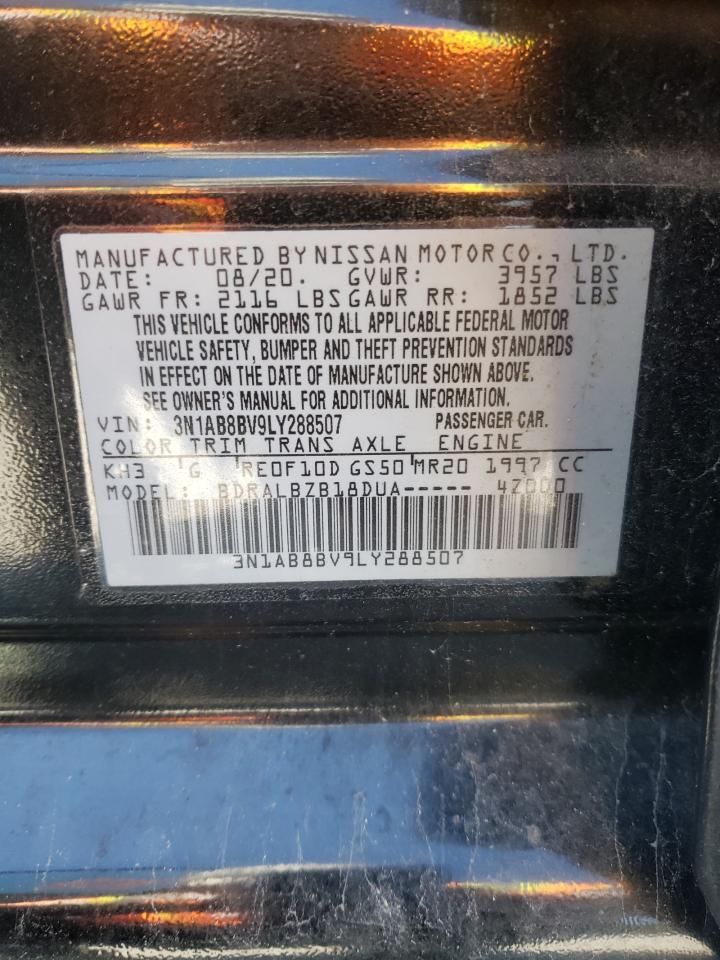 MANUFACTURED BY NISSAN MOTOR CO., LTD.
DATE: 08/20. GVWR: 3957 LBS
GAWR FR: 2116 LBS GAWR RR: 1852 LBS
THIS VEHICLE CONFORMS TO ALL APPLICABLE FEDERAL MOTOR
VEHICLE SAFETY, BUMPER AND THEFT PREVENTION STANDARDS
IN EFFECT ON THE DATE OF MANUFACTURE SHOWN ABOVE.
SEE OWNER'S MANUAL FOR ADDITIONAL INFORMATION.
VIN: 3N1AB8BV9LY288507 PASSENGER CAR.
COLOR TRIM TRANS AXLE ENGINE
KH3 G RE0F10D GS50 MR20 1997 CC
MODEL: BDRALBZB18DUA----- 4Z000
3N1AB8BV9LY288507